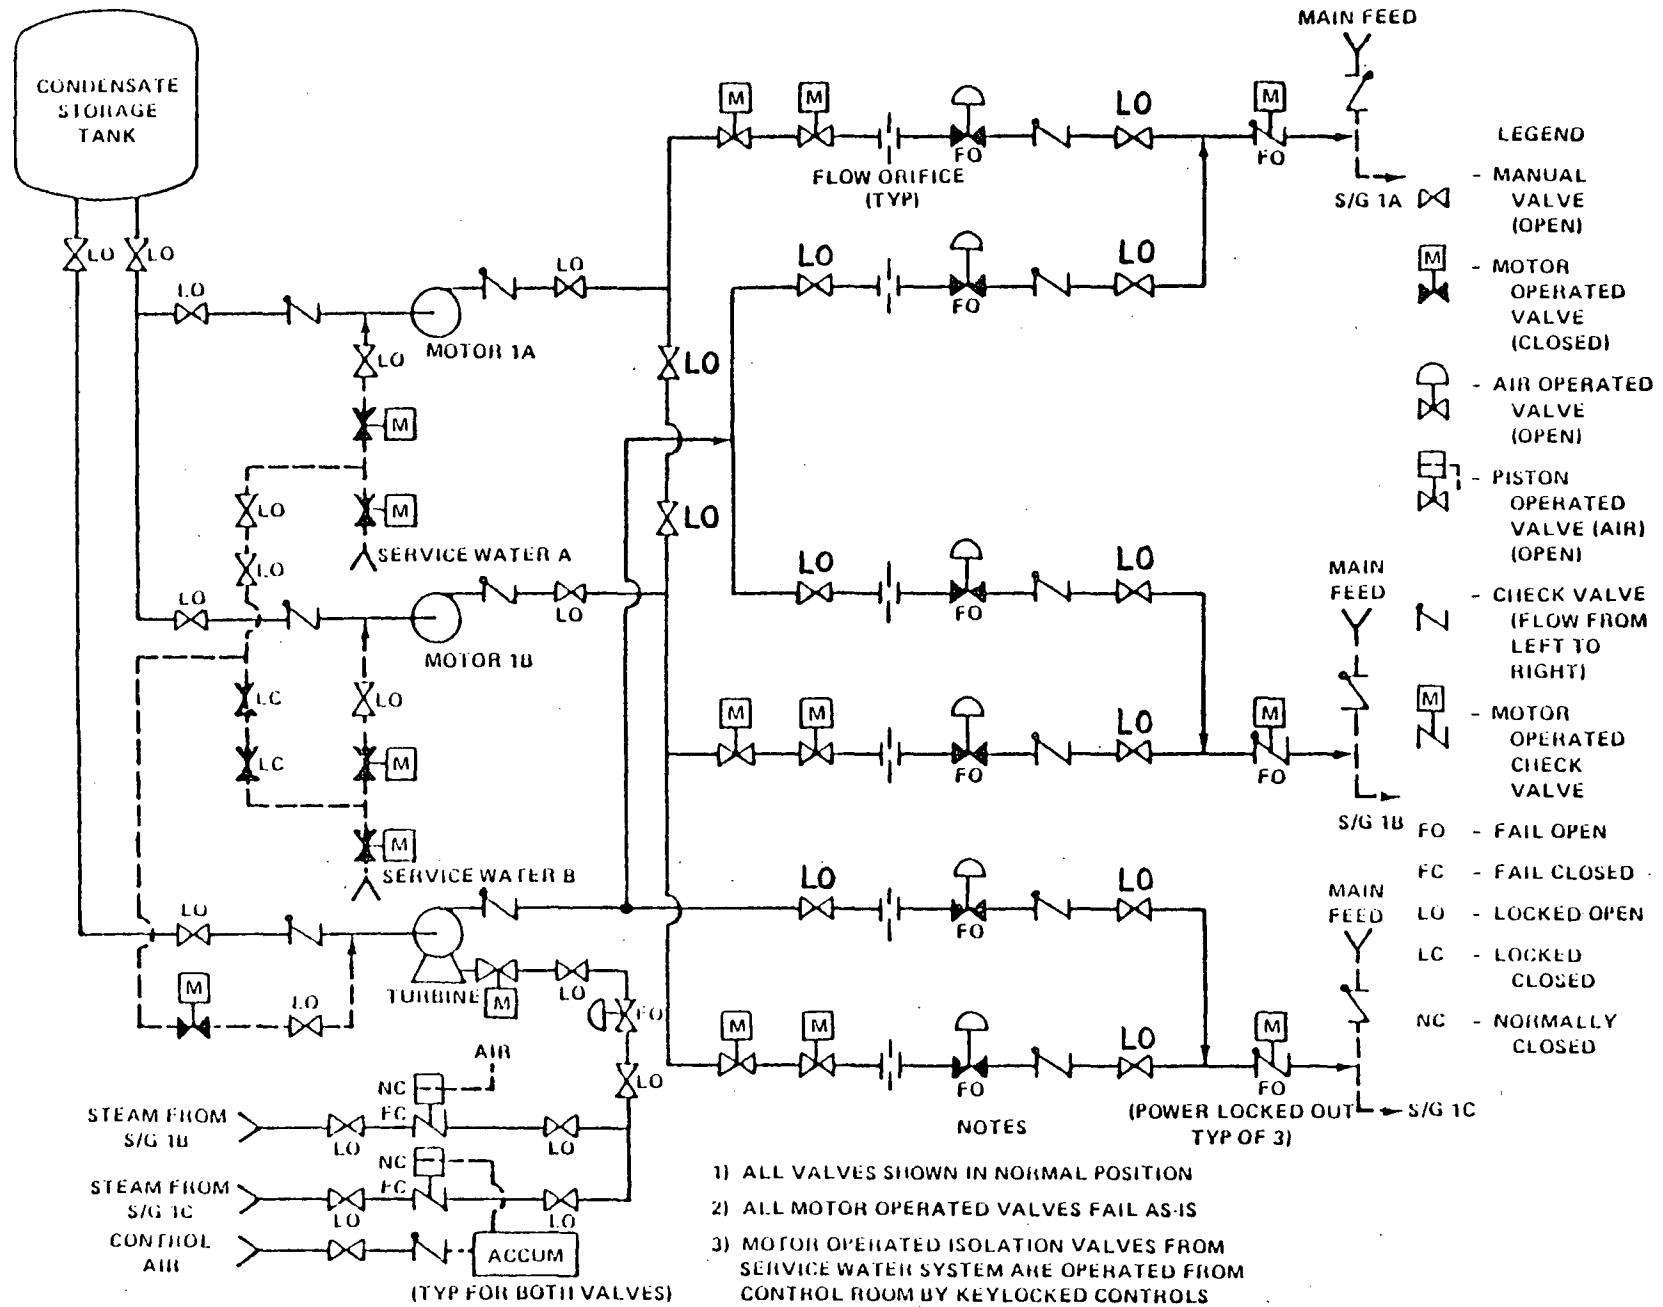 CONDENSATE
STORAGE
TANK
LO
LO
LO
MOTOR 1A
LO
LO
M
LO
M
SERVICE WATER A
LO
LO
MOTOR 1B
LO
LC
LO
LC
M
M
SERVICE WATER B
LO
TURBINE
M
LO
FO
LO
M
LO
AIR
NC
FC
STEAM FROM
S/G 1B
LO
LO
NC
FC
STEAM FROM
S/G 1C
LO
LO
CONTROL
AIR
ACCUM
(TYP FOR BOTH VALVES)
LO
LO
M
M
FO
LO
M
FO
FLOW ORIFICE
(TYP)
MAIN FEED
S/G 1A
LO
FO
LO
LO
FO
LO
M
M
FO
LO
M
FO
MAIN
FEED
S/G 1B
LO
FO
LO
M
M
FO
LO
M
FO
MAIN
FEED
S/G 1C
(POWER LOCKED OUT
TYP OF 3)
LEGEND
- MANUAL
VALVE
(OPEN)
M
- MOTOR
OPERATED
VALVE
(CLOSED)
- AIR OPERATED
VALVE
(OPEN)
- PISTON
OPERATED
VALVE (AIR)
(OPEN)
- CHECK VALVE
(FLOW FROM
LEFT TO
RIGHT)
M
- MOTOR
OPERATED
CHECK
VALVE
FO - FAIL OPEN
FC - FAIL CLOSED
LO - LOCKED OPEN
LC - LOCKED
CLOSED
NC - NORMALLY
CLOSED
NOTES
1) ALL VALVES SHOWN IN NORMAL POSITION
2) ALL MOTOR OPERATED VALVES FAIL AS-IS
3) MOTOR OPERATED ISOLATION VALVES FROM
SERVICE WATER SYSTEM ARE OPERATED FROM
CONTROL ROOM BY KEYLOCKED CONTROLS